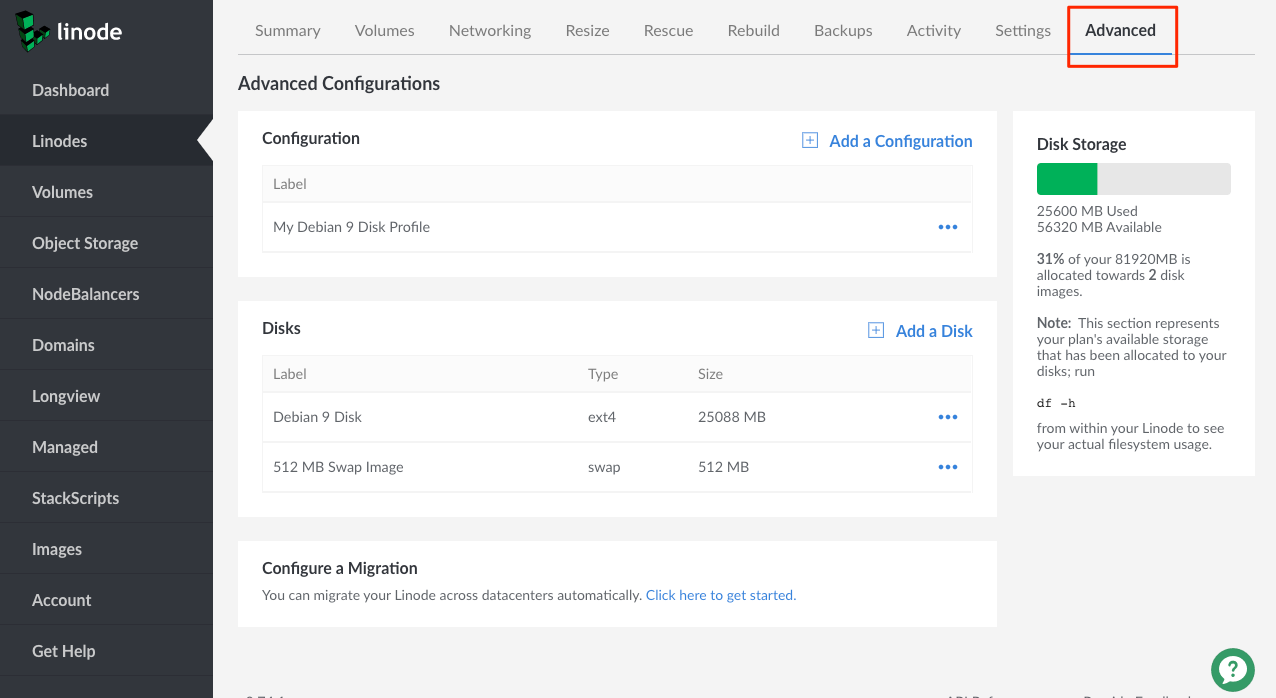 linode
Dashboard
Linodes
Volumes
Object Storage
NodeBalancers
Domains
Longview
Managed
StackScripts
Images
Account
Get Help
Summary Volumes Networking Resize Rescue Rebuild Backups Activity Settings Advanced
Advanced Configurations
Configuration
Add a Configuration
Label
My Debian 9 Disk Profile
Disks
Add a Disk
Label Type Size
Debian 9 Disk ext4 25088 MB
512 MB Swap Image swap 512 MB
Configure a Migration
You can migrate your Linode across datacenters automatically. Click here to get started.
Disk Storage
25600 MB Used
56320 MB Available
31% of your 81920MB is
allocated towards 2 disk
images.
Note: This section represents
your plan's available storage
that has been allocated to your
disks; run
df -h
from within your Linode to see
your actual filesystem usage.
?